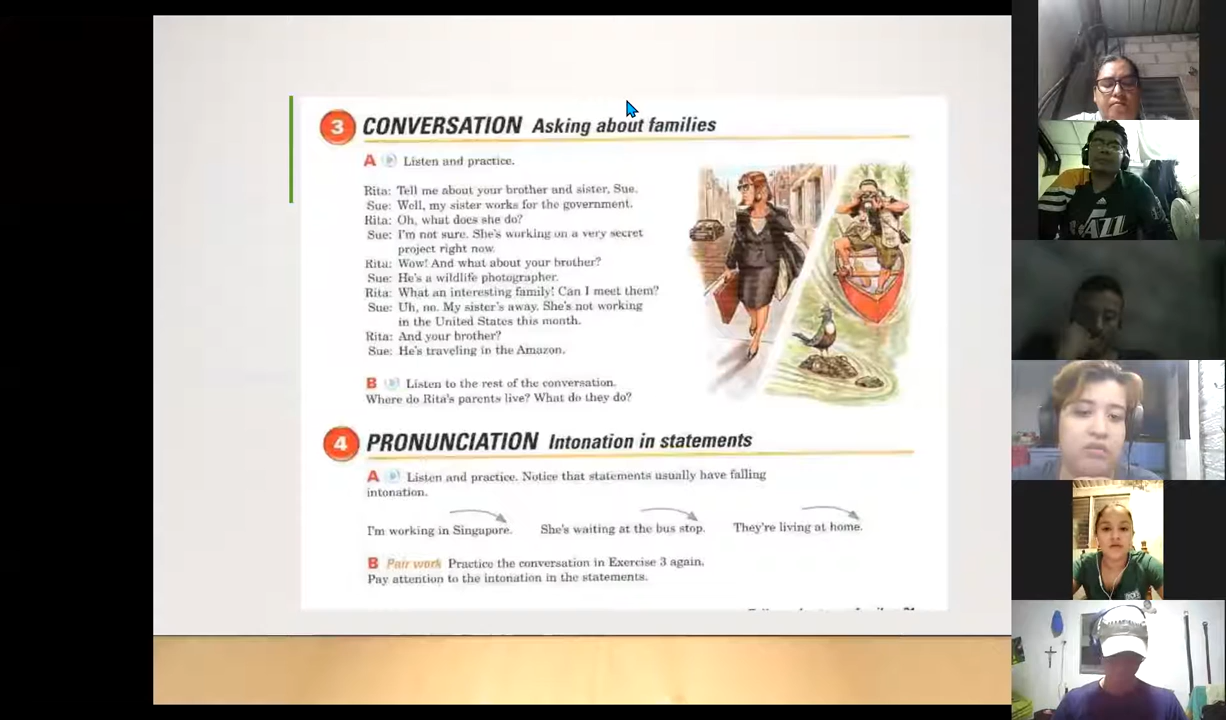 3 CONVERSATION Asking about families
A Listen and practice.
Rita: Tell me about your brother and sister, Sue.
Sue: Well, my sister works for the government.
Rita: Oh, what does she do?
Sue: I'm not sure. She's working on a very secret
project right now.
Rita: Wow! And what about your brother?
Sue: He's a wildlife photographer.
Rita: What an interesting family! Can I meet them?
Sue: Uh, no. My sister's away. She's not working
in the United States this month.
Rita: And your brother?
Sue: He's traveling in the Amazon.
B Listen to the rest of the conversation.
Where do Rita's parents live? What do they do?
4 PRONUNCIATION Intonation in statements
A Listen and practice. Notice that statements usually have falling
intonation.
I'm working in Singapore. She's waiting at the bus stop. They're living at home.
B Pair work Practice the conversation in Exercise 3 again.
Pay attention to the intonation in the statements.
JAZZ